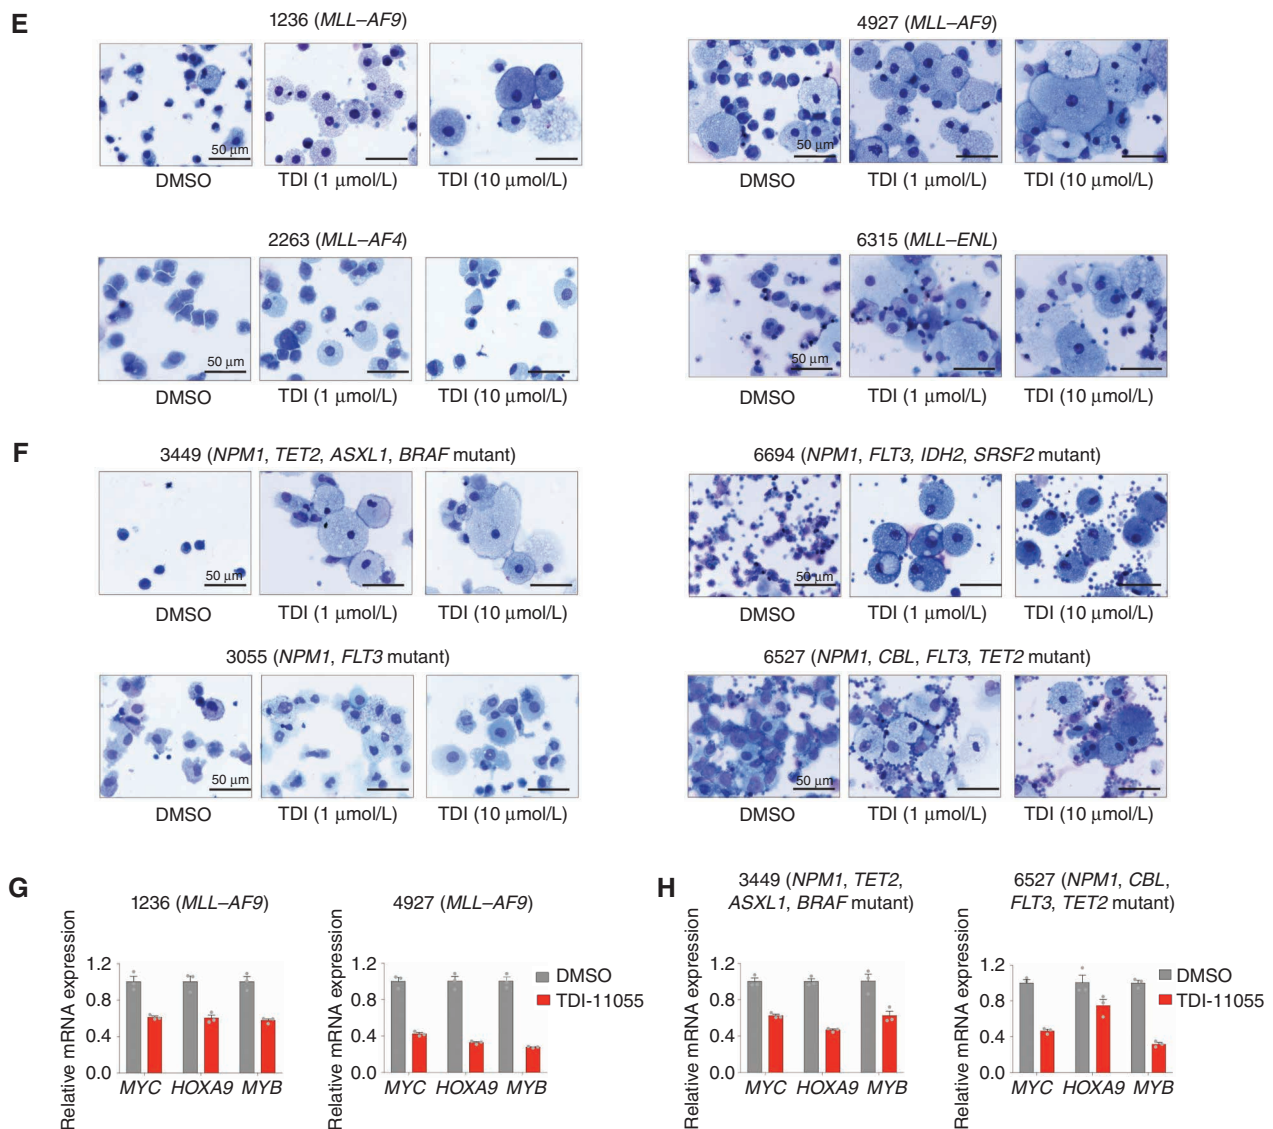 E
1236 (MLL–AF9)
4927 (MLL–AF9)
50 μm
50 μm
DMSO
TDI (1 μmol/L)
TDI (10 μmol/L)
DMSO
TDI (1 μmol/L)
TDI (10 μmol/L)
2263 (MLL–AF4)
6315 (MLL–ENL)
50 μm
50 μm
DMSO
TDI (1 μmol/L)
TDI (10 μmol/L)
DMSO
TDI (1 μmol/L)
TDI (10 μmol/L)
F
3449 (NPM1, TET2, ASXL1, BRAF mutant)
6694 (NPM1, FLT3, IDH2, SRSF2 mutant)
50 μm
50 μm
DMSO
TDI (1 μmol/L)
TDI (10 μmol/L)
DMSO
TDI (1 μmol/L)
TDI (10 μmol/L)
3055 (NPM1, FLT3 mutant)
6527 (NPM1, CBL, FLT3, TET2 mutant)
50 μm
50 μm
DMSO
TDI (1 μmol/L)
TDI (10 μmol/L)
DMSO
TDI (1 μmol/L)
TDI (10 μmol/L)
G
1236 (MLL–AF9)
Relative mRNA expression
1.2
0.8
0.4
0.0
MYC HOXA9 MYB
4927 (MLL–AF9)
Relative mRNA expression
1.2
0.8
0.4
0.0
MYC HOXA9 MYB
DMSO
TDI-11055
H
3449 (NPM1, TET2,
ASXL1, BRAF mutant)
Relative mRNA expression
1.2
0.8
0.4
0.0
MYC HOXA9 MYB
6527 (NPM1, CBL,
FLT3, TET2 mutant)
Relative mRNA expression
1.2
0.8
0.4
0.0
MYC HOXA9 MYB
DMSO
TDI-11055